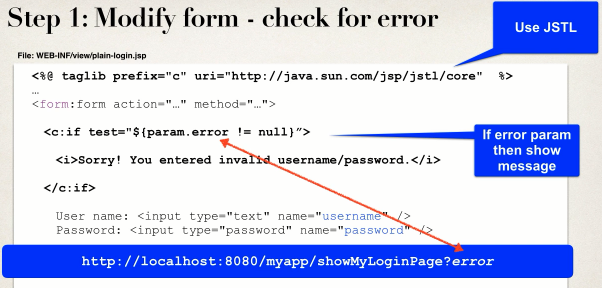 Step 1: Modify form - check for error
Use JSTL
File: WEB-INF/view/plain-login.jsp
<%@ taglib prefix="c" uri="http://java.sun.com/jsp/jstl/core"  %>
…
<form:form action="…" method="…">
<c:if test="${param.error != null}”>
If error param
then show
message
<i>Sorry! You entered invalid username/password.</i>
</c:if>
User name: <input type="text" name="username" />
Password: <input type="password" name="password" />
http://localhost:8080/myapp/showMyLoginPage?error